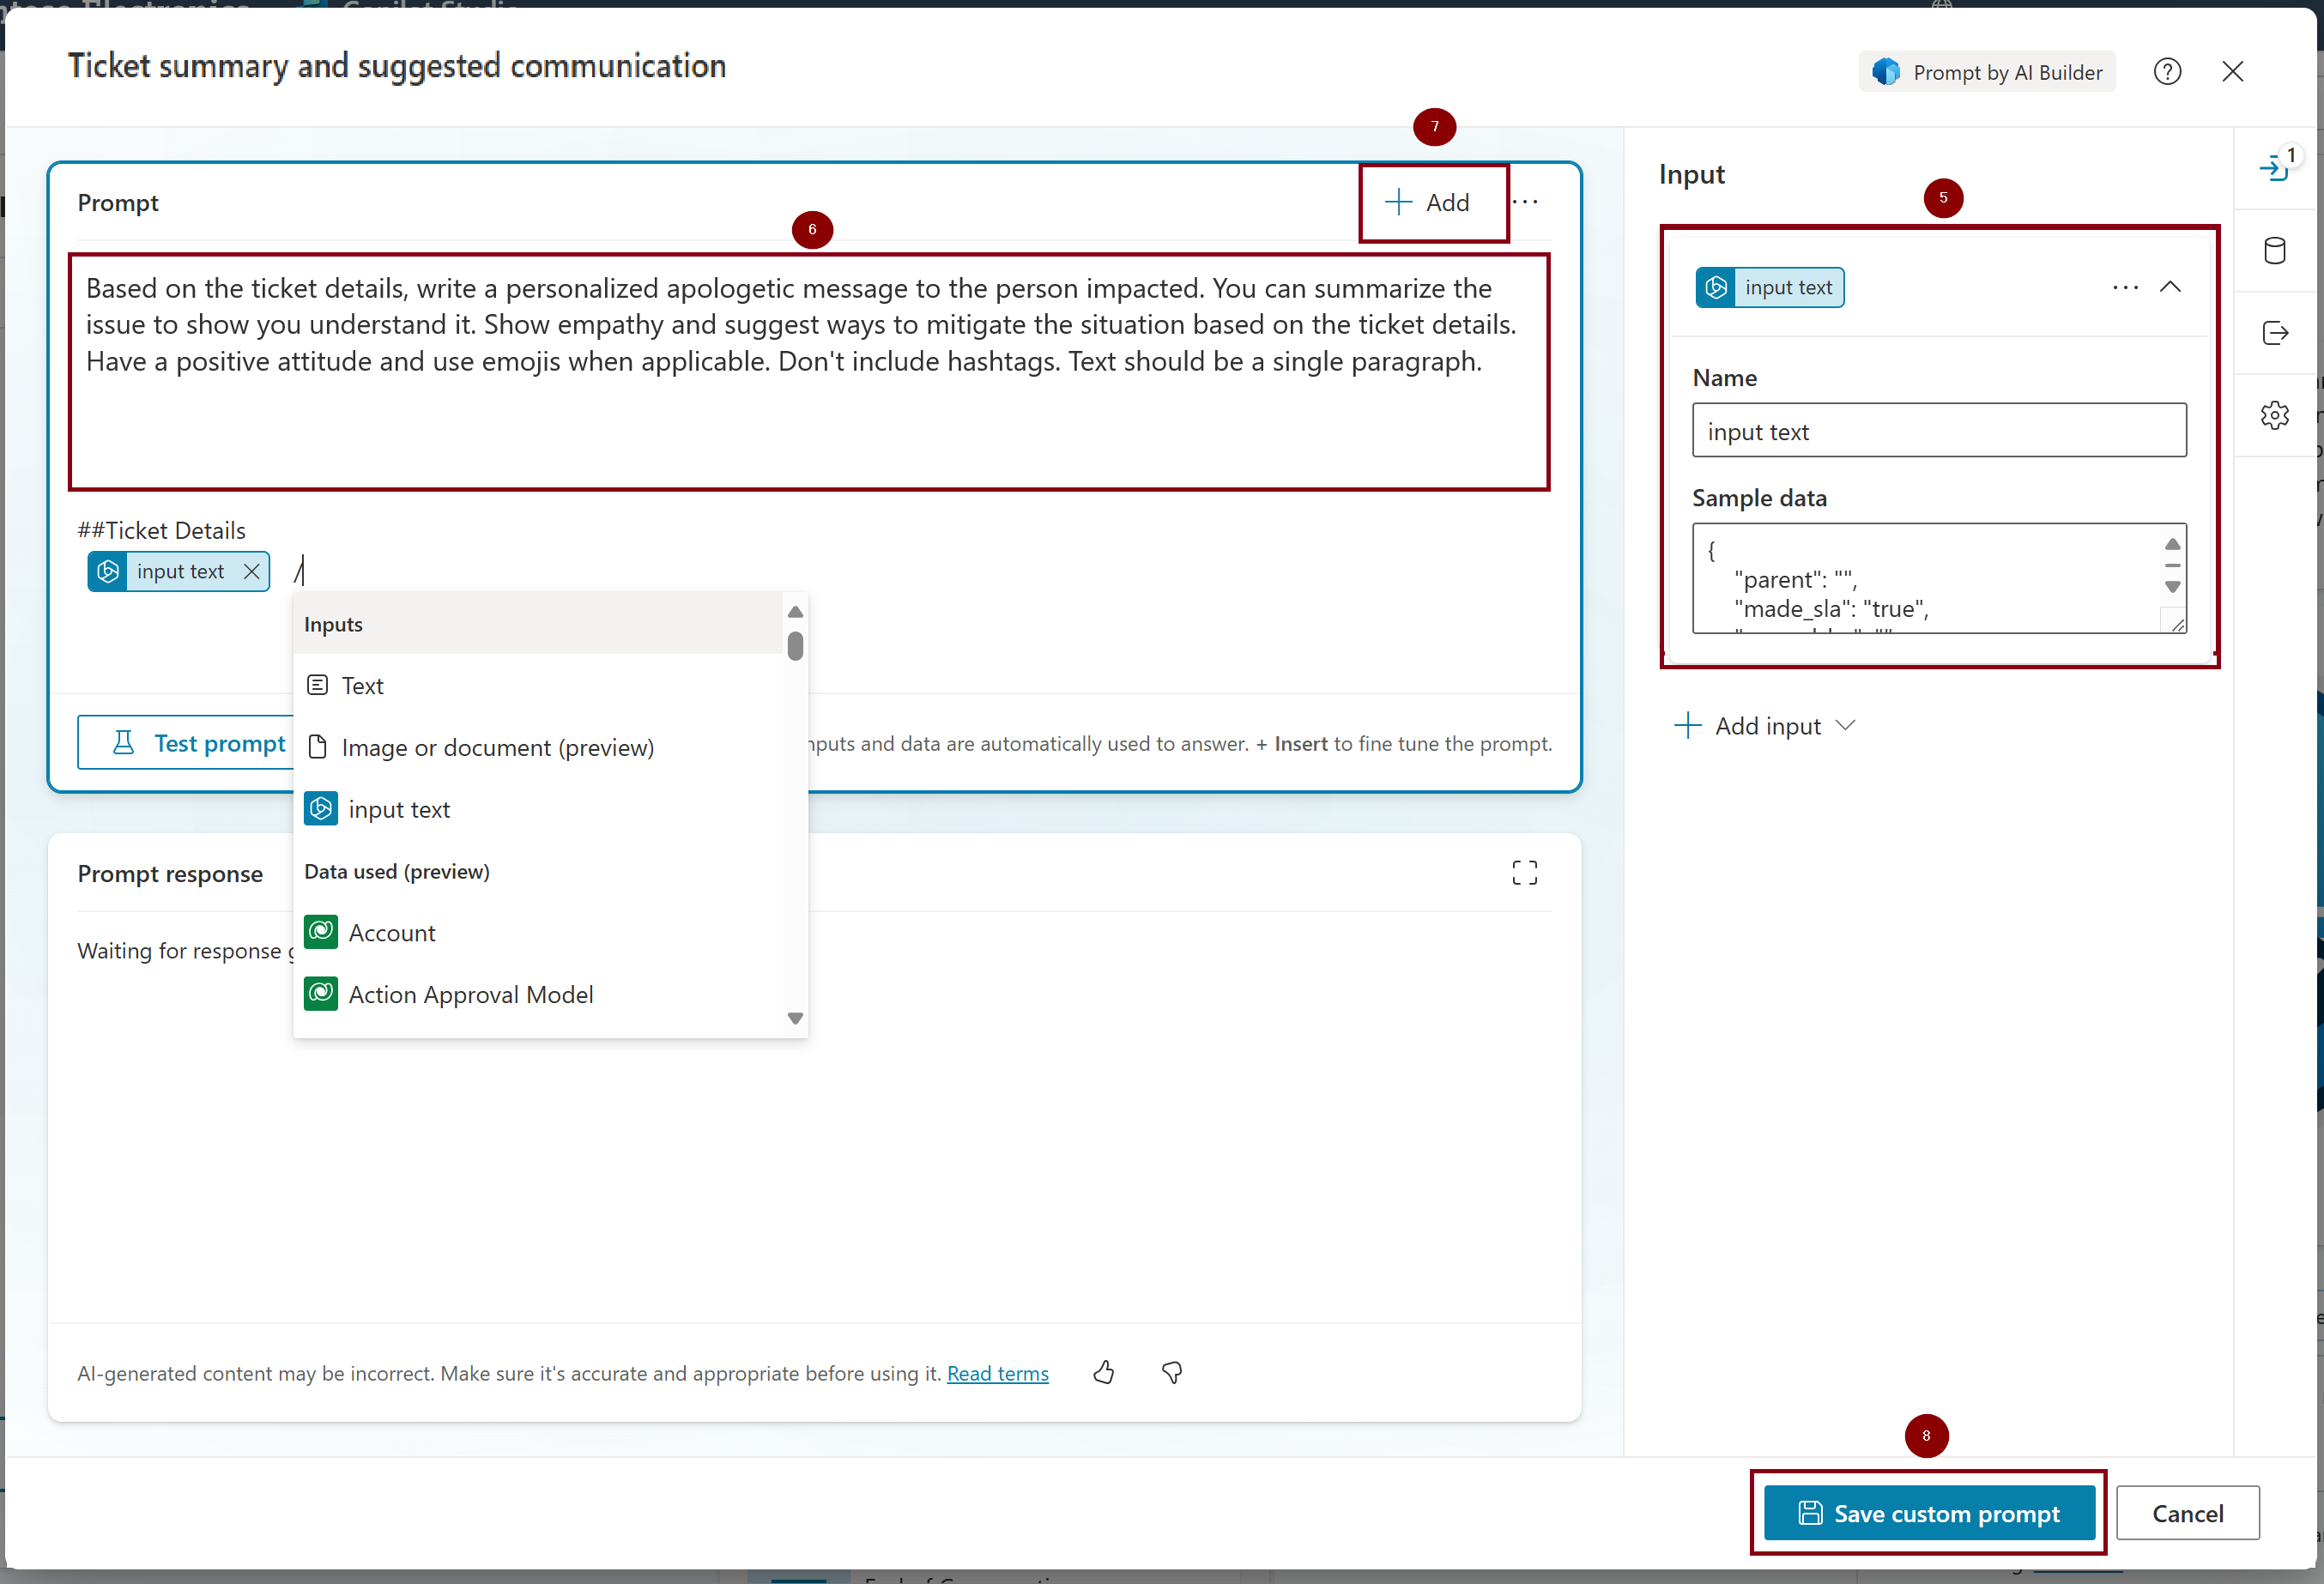 Ticket summary and suggested communication
Prompt by AI Builder
7
Prompt
Add
6
Based on the ticket details, write a personalized apologetic message to the person impacted. You can summarize the
issue to show you understand it. Show empathy and suggest ways to mitigate the situation based on the ticket details.
Have a positive attitude and use emojis when applicable. Don't include hashtags. Text should be a single paragraph.
##Ticket Details
input text
/
Inputs
Text
Image or document (preview)
input text
Data used (preview)
Account
Action Approval Model
Test prompt
and data are automatically used to answer. + Insert to fine tune the prompt.
Prompt response
Waiting for response
AI-generated content may be incorrect. Make sure it's accurate and appropriate before using it. Read terms
Input
1
5
input text
Name
input text
Sample data
{
"parent": "",
"made_sla": "true",
Add input
8
Save custom prompt
Cancel